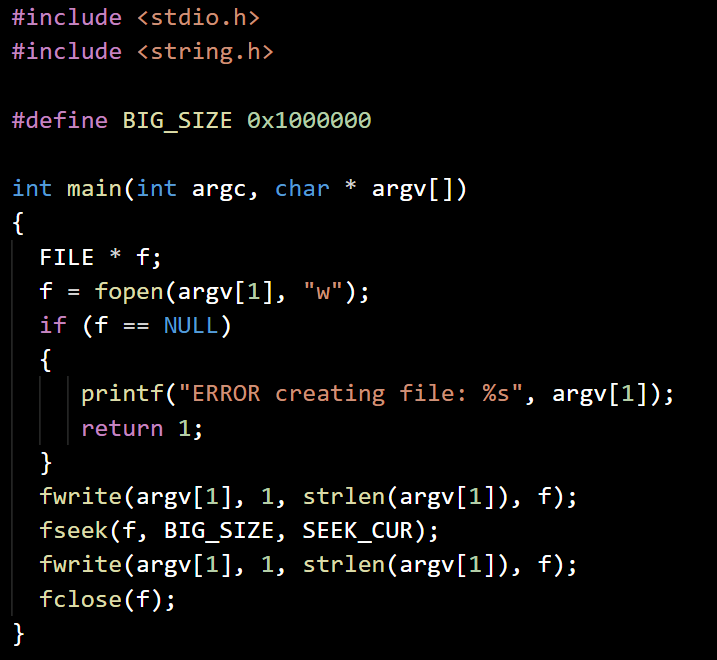 #include <stdio.h>
#include <string.h>

#define BIG_SIZE 0x1000000

int main(int argc, char * argv[])
{
  FILE * f;
  f = fopen(argv[1], "w");
  if (f == NULL)
  {
     printf("ERROR creating file: %s", argv[1]);
     return 1;
  }
  fwrite(argv[1], 1, strlen(argv[1]), f);
  fseek(f, BIG_SIZE, SEEK_CUR);
  fwrite(argv[1], 1, strlen(argv[1]), f);
  fclose(f);
}